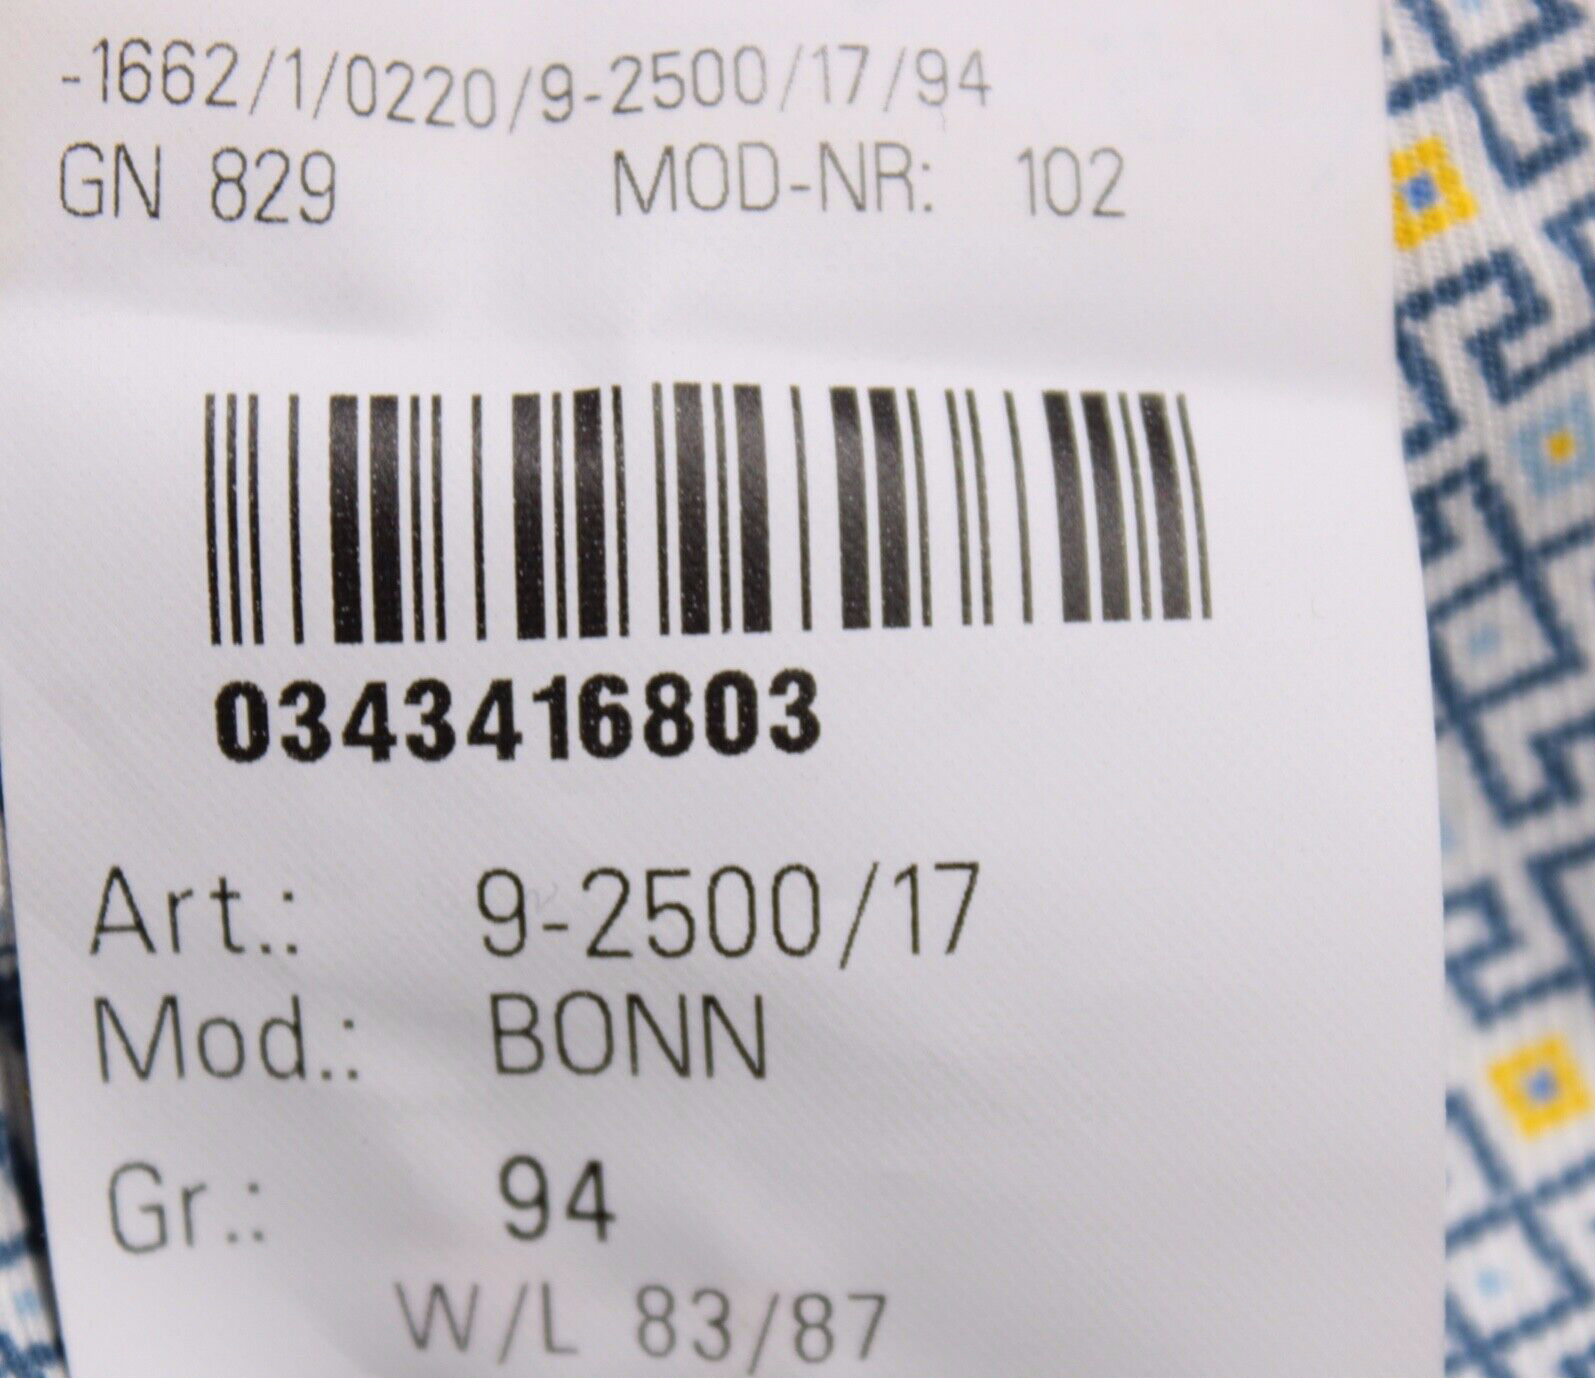 -1662/1/0220/9-2500/17/94
GN 829 MOD-NR: 102
0343416803
Art.: 9-2500/17
Mod.: BONN
Gr.: 94
W/L 83/87